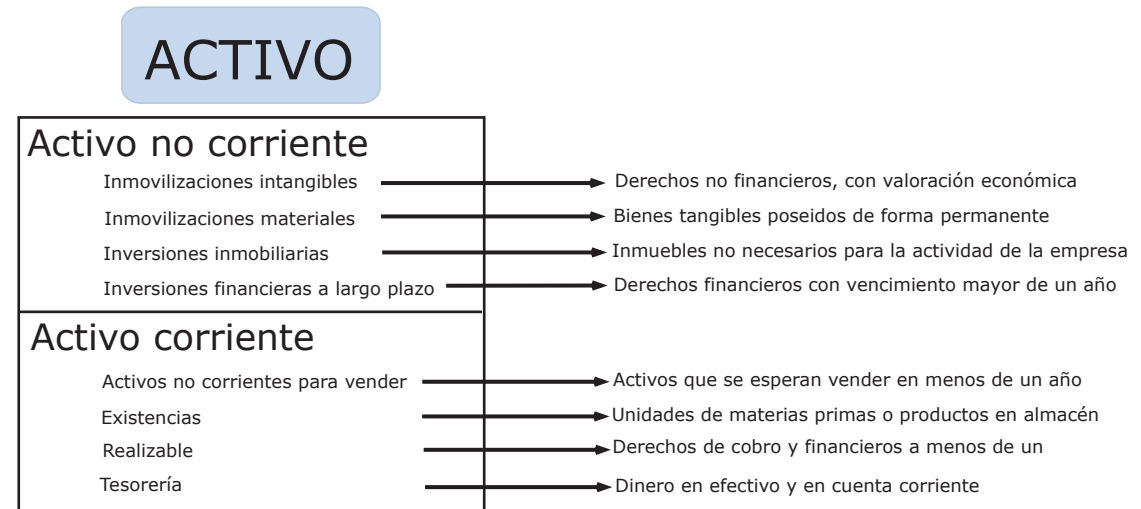 ACTIVO
Activo no corriente
Inmovilizaciones intangibles
Derechos no financieros, con valoración económica
Inmovilizaciones materiales
Bienes tangibles poseidos de forma permanente
Inversiones inmobiliarias
Inmuebles no necesarios para la actividad de la empresa
Inversiones financieras a largo plazo
Derechos financieros con vencimiento mayor de un año
Activo corriente
Activos no corrientes para vender
Activos que se esperan vender en menos de un año
Existencias
Unidades de materias primas o productos en almacén
Realizable
Derechos de cobro y financieros a menos de un
Tesorería
Dinero en efectivo y en cuenta corriente